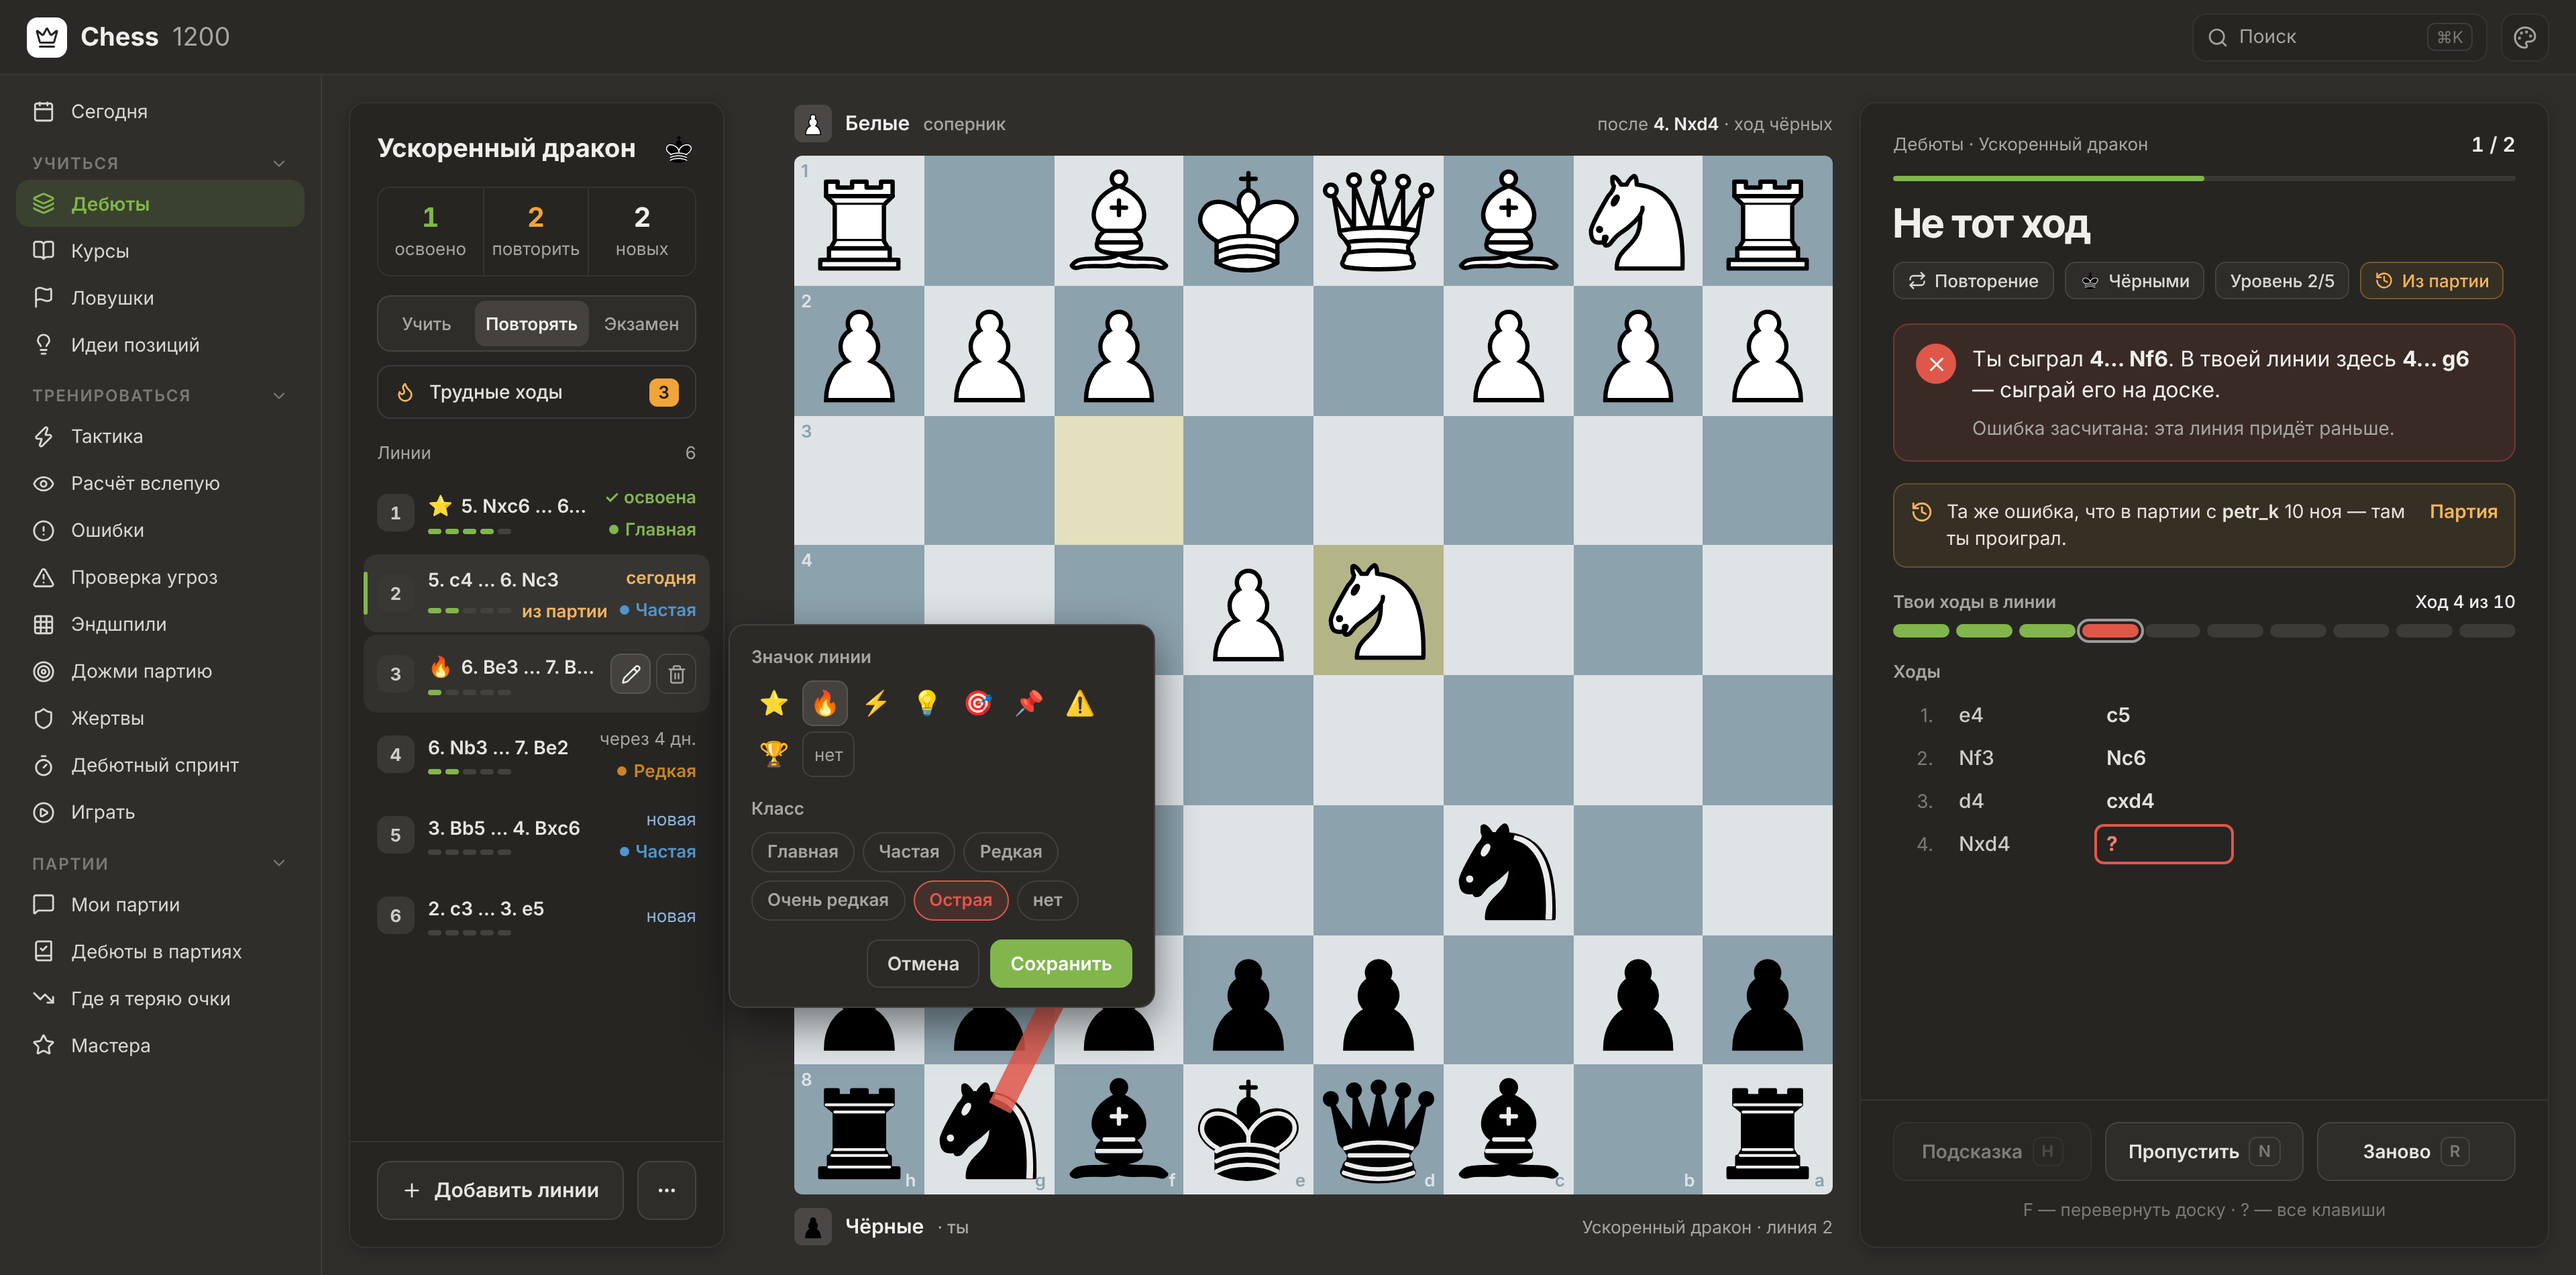 Chess 1200
Поиск ⌘K
Сегодня
УЧИТЬСЯ
Дебюты
Курсы
Ловушки
Идеи позиций
ТРЕНИРОВАТЬСЯ
Тактика
Расчёт вслепую
Ошибки
Проверка угроз
Эндшпили
Дожми партию
Жертвы
Дебютный спринт
Играть
ПАРТИИ
Мои партии
Дебюты в партиях
Где я теряю очки
Мастера
Ускоренный дракон
1 2 2
освоено повторить новых
Учить Повторять Экзамен
Трудные ходы 3
Линии 6
1 5. Nxc6 ... 6... освоена
Главная
2 5. c4 ... 6. Nc3 сегодня
из партии Частая
3 6. Be3 ... 7. B...
4 6. Nb3 ... 7. Be2 через 4 дн.
Редкая
5 3. Bb5 ... 4. Bxc6 новая
Частая
6 2. c3 ... 3. e5 новая
+ Добавить линии ...
Белые соперник после 4. Nxd4 · ход чёрных
1
2
3
4
8
h g f e d c b a
Чёрные · ты Ускоренный дракон · линия 2
Значок линии
нет
Класс
Главная Частая Редкая
Очень редкая Острая нет
Отмена Сохранить
Дебюты · Ускоренный дракон 1 / 2
Не тот ход
Повторение Чёрными Уровень 2/5 Из партии
Ты сыграл 4... Nf6. В твоей линии здесь 4... g6
— сыграй его на доске.
Ошибка засчитана: эта линия придёт раньше.
Та же ошибка, что в партии с petr_k 10 ноя — там Партия
ты проиграл.
Твои ходы в линии Ход 4 из 10
Ходы
1. e4 c5
2. Nf3 Nc6
3. d4 cxd4
4. Nxd4 ?
Подсказка H Пропустить N Заново R
F — перевернуть доску · ? — все клавиши